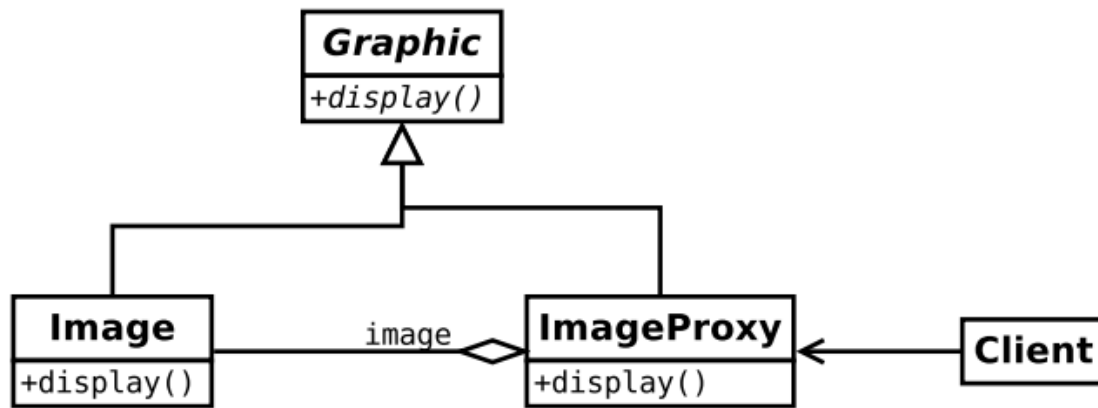 Graphic
+display()
image
Image
ImageProxy
Client
+display()
+display()